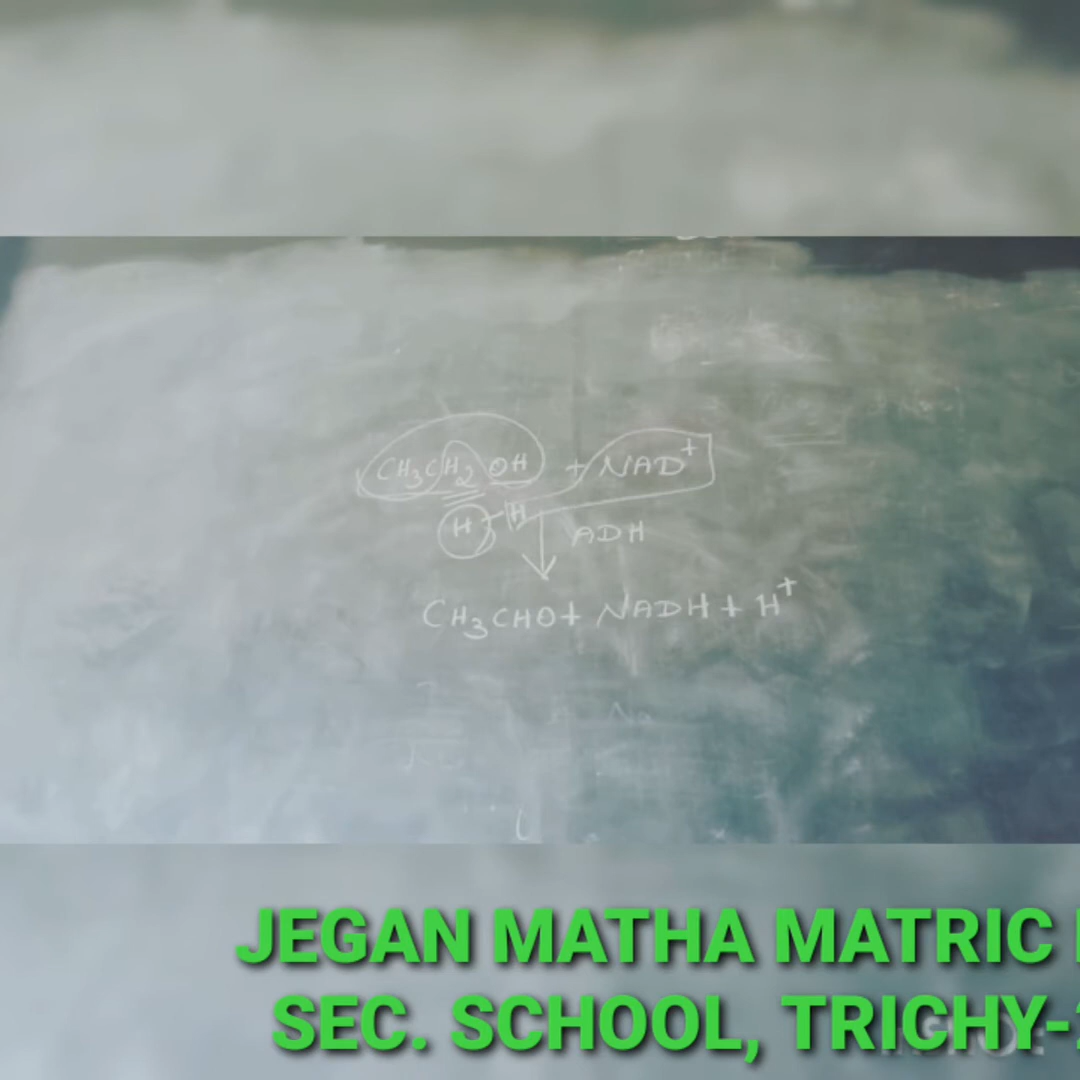 CH₃CH₂OH + NAD⁺
H H
ADH
CH₃CHO + NADH + H⁺
JEGAN MATHA MATRIC
SEC. SCHOOL, TRICHY-